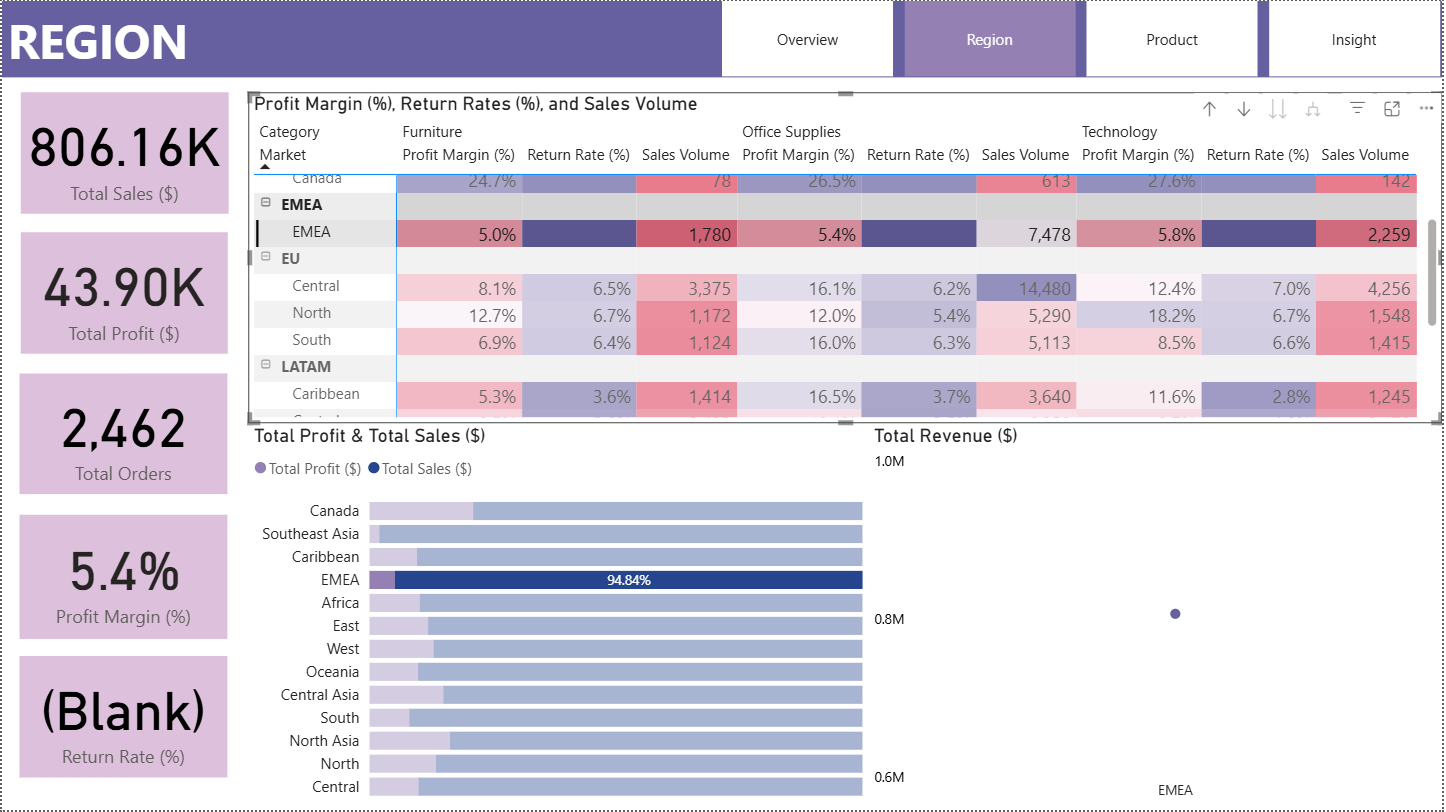 REGION
Overview
Region
Product
Insight
806.16K
Total Sales ($)
43.90K
Total Profit ($)
2,462
Total Orders
5.4%
Profit Margin (%)
(Blank)
Return Rate (%)
Profit Margin (%), Return Rates (%), and Sales Volume
Category Furniture Office Supplies Technology
Market Profit Margin (%) Return Rate (%) Sales Volume Profit Margin (%) Return Rate (%) Sales Volume Profit Margin (%) Return Rate (%) Sales Volume
Canada 24.7% 78 26.5% 613 27.6% 142
EMEA
EMEA 5.0% 1,780 5.4% 7,478 5.8% 2,259
EU
Central 8.1% 6.5% 3,375 16.1% 6.2% 14,480 12.4% 7.0% 4,256
North 12.7% 6.7% 1,172 12.0% 5.4% 5,290 18.2% 6.7% 1,548
South 6.9% 6.4% 1,124 16.0% 6.3% 5,113 8.5% 6.6% 1,415
LATAM
Caribbean 5.3% 3.6% 1,414 16.5% 3.7% 3,640 11.6% 2.8% 1,245
Total Profit & Total Sales ($)
Total Profit ($) Total Sales ($)
Canada
Southeast Asia
Caribbean
EMEA 94.84%
Africa
East
West
Oceania
Central Asia
South
North Asia
North
Central
Total Revenue ($)
1.0M
0.8M
0.6M
EMEA